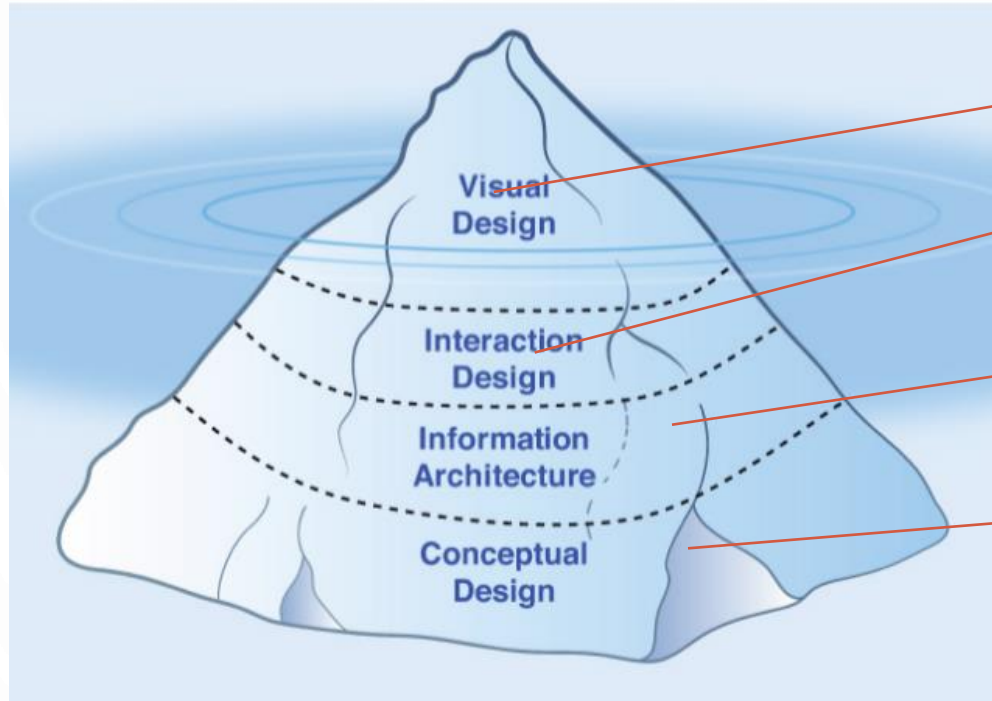 Visual
Design
Interaction
Design
Information
Architecture
Conceptual
Design